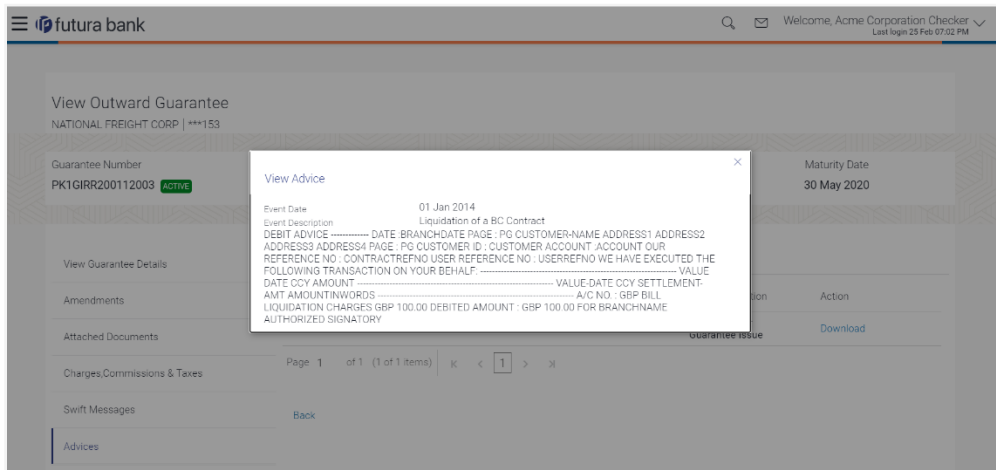 futura bank
Welcome, Acme Corporation Checker
Last login 25 Feb 07:02 PM
View Outward Guarantee
NATIONAL FREIGHT CORP | ***153
Guarantee Number
PK1GIRR200112003 ACTIVE
Maturity Date
30 May 2020
View Advice
Event Date 01 Jan 2014
Event Description Liquidation of a BC Contract
DEBIT ADVICE ------------ DATE :BRANCHDATE PAGE : PG CUSTOMER-NAME ADDRESS1 ADDRESS2
ADDRESS3 ADDRESS4 PAGE : PG CUSTOMER ID : CUSTOMER ACCOUNT :ACCOUNT OUR
REFERENCE NO : CONTRACTREFNO USER REFERENCE NO : USERREFNO WE HAVE EXECUTED THE
FOLLOWING TRANSACTION ON YOUR BEHALF: ------------------------------------------------------- VALUE
DATE CCY AMOUNT ------------------------------------------------------- VALUE-DATE CCY SETTLEMENT-
AMT AMOUNTINWORDS ------------------------------------------------------- A/C NO. : GBP BILL
LIQUIDATION CHARGES GBP 100.00 DEBITED AMOUNT : GBP 100.00 FOR BRANCHNAME
AUTHORIZED SIGNATORY
View Guarantee Details
Amendments
Attached Documents
Charges,Commissions & Taxes
Swift Messages
Advices
Action
Guarantee Issue
Download
Page 1 of 1 (1 of 1 items) 1
Back